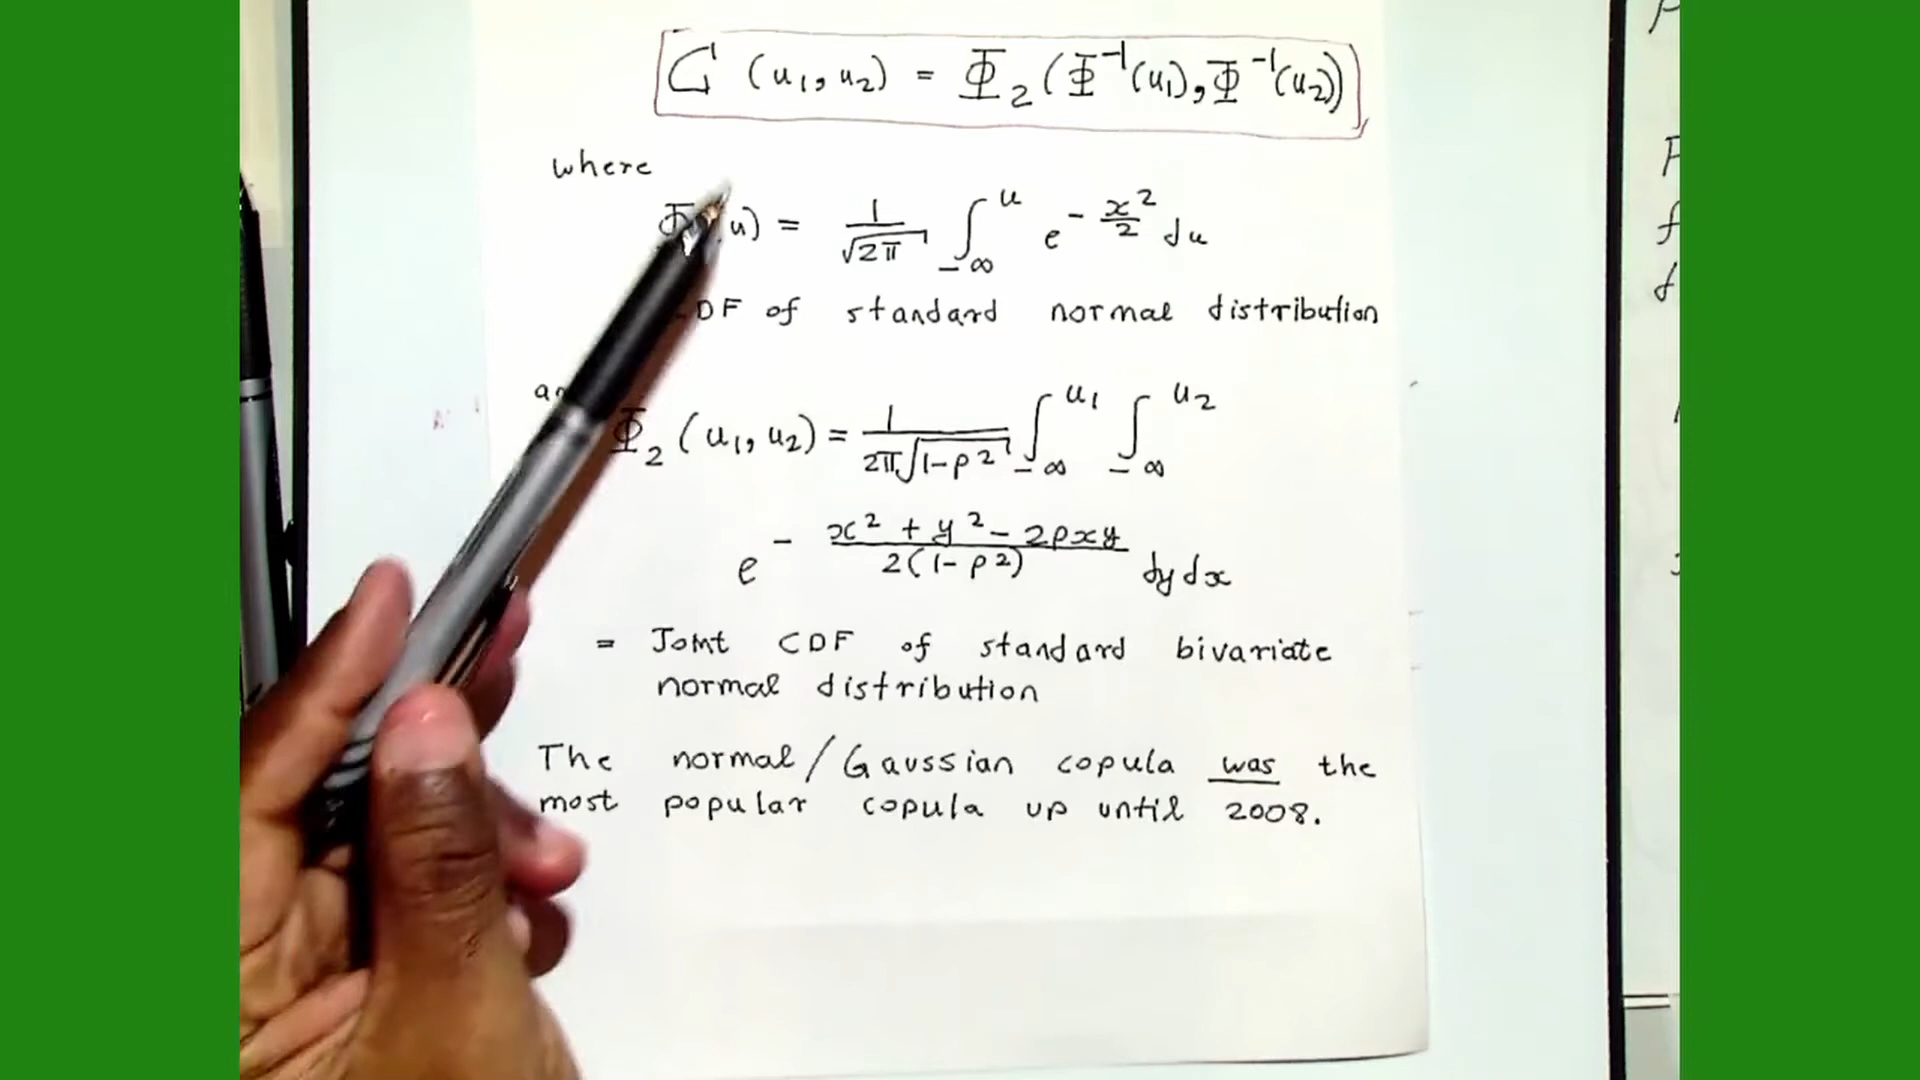 C (u₁, u₂) = Φ₂(Φ⁻¹(u₁), Φ⁻¹(u₂))
where
Φ(u) = 1/√2π ∫_{-∞}^{u} e^{-x²/2} du
CDF of standard normal distribution
Φ₂(u₁, u₂) = 1/2π√1-ρ² ∫_{-∞}^{u₁} ∫_{-∞}^{u₂}
e^{- x² + y² - 2ρxy / 2(1-ρ²)} dy dx
= Joint CDF of standard bivariate
normal distribution
The normal/Gaussian copula was the
most popular copula up until 2008.